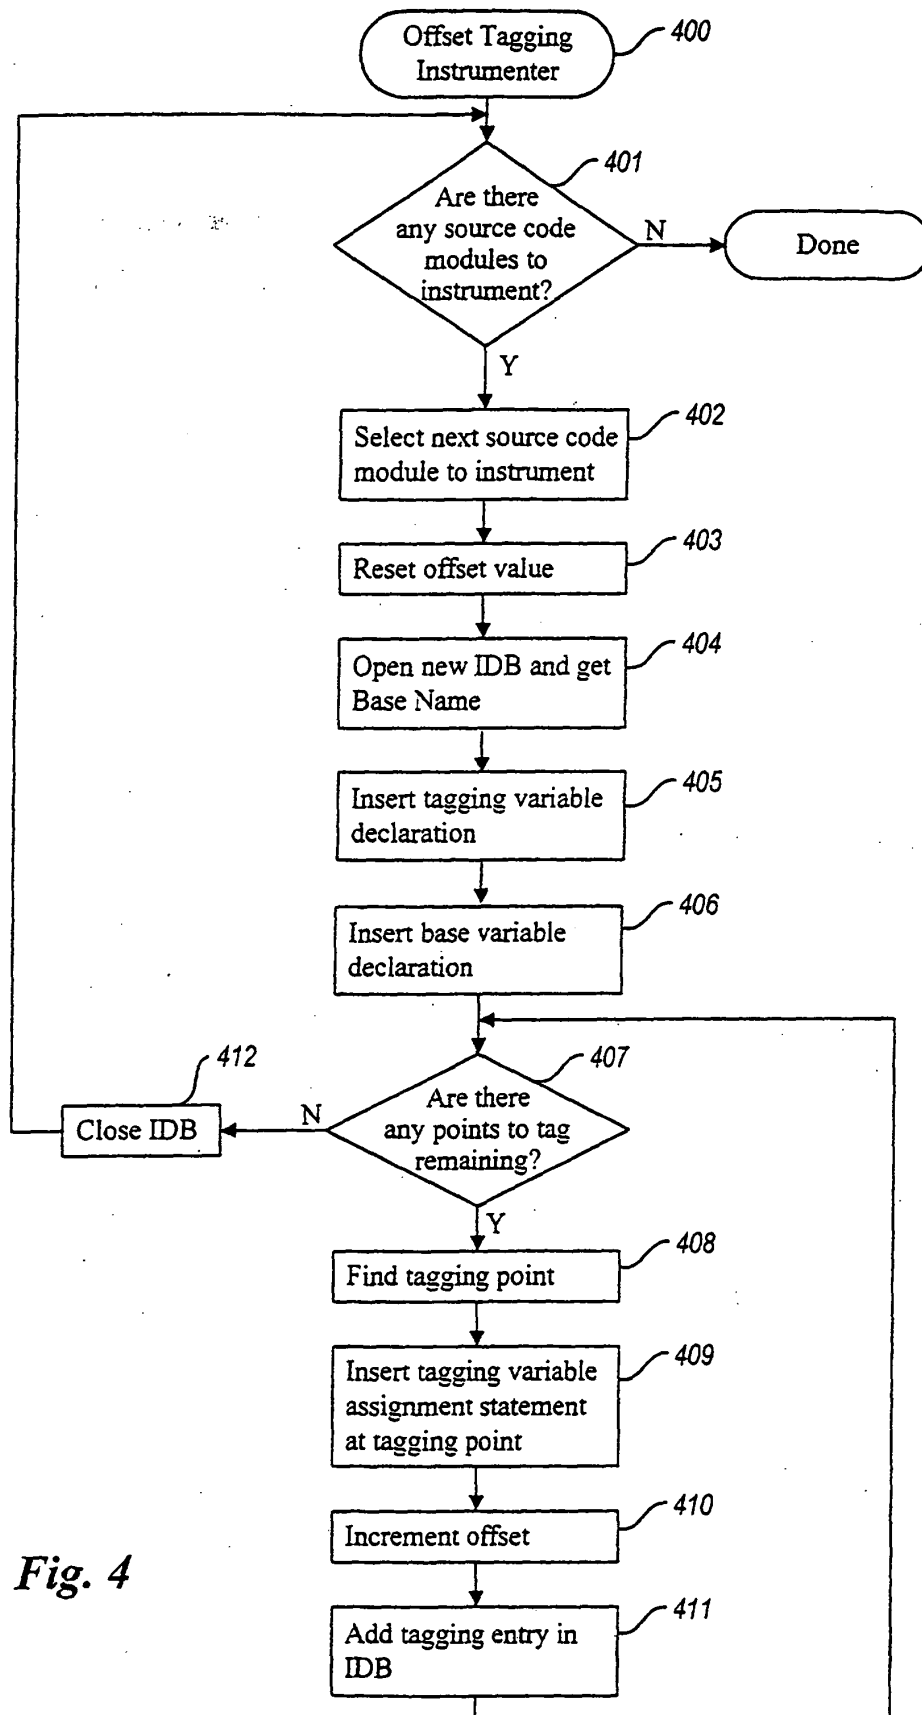 Offset Tagging
Instrumenter
400
401
Are there
any source code
modules to
instrument?
N
Done
Y
402
Select next source code
module to instrument
403
Reset offset value
404
Open new IDB and get
Base Name
405
Insert tagging variable
declaration
406
Insert base variable
declaration
412
Close IDB
N
407
Are there
any points to tag
remaining?
Y
408
Find tagging point
409
Insert tagging variable
assignment statement
at tagging point
410
Increment offset
411
Add tagging entry in
IDB
Fig. 4